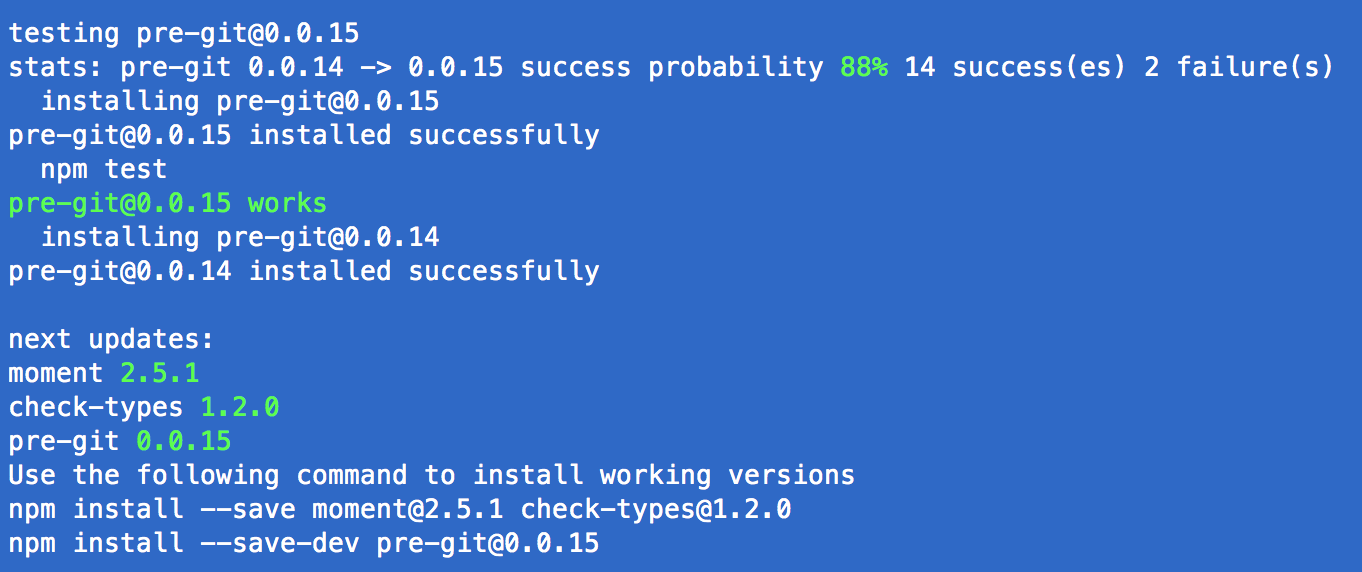 testing pre-git@0.0.15
stats: pre-git 0.0.14 -> 0.0.15 success probability 88% 14 success(es) 2 failure(s)
  installing pre-git@0.0.15
pre-git@0.0.15 installed successfully
  npm test
pre-git@0.0.15 works
  installing pre-git@0.0.14
pre-git@0.0.14 installed successfully

next updates:
moment 2.5.1
check-types 1.2.0
pre-git 0.0.15
Use the following command to install working versions
npm install --save moment@2.5.1 check-types@1.2.0
npm install --save-dev pre-git@0.0.15